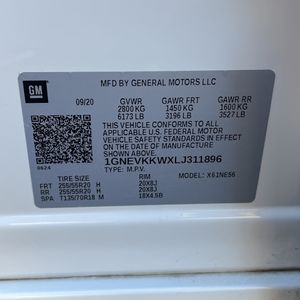 GM
MFD BY GENERAL MOTORS LLC
09/20 GVWR GAWR FRT GAWR RR
2800 KG 1450 KG 1600 KG
6173 LB 3196 LB 3527 LB
THIS VEHICLE CONFORMS TO ALL
APPLICABLE U.S. FEDERAL MOTOR
VEHICLE SAFETY STANDARDS IN EFFECT
ON THE DATE OF MANUFACTURE SHOWN ABOVE.
1GNEVKKWXLJ311896
TYPE: M.P.V.
0624
MODEL: X61NE56
TIRE SIZE RIM
FRT 255/55R20 H 20X8J
RR 255/55R20 H 20X8J
SPA T135/70R18 M 18X4.5B